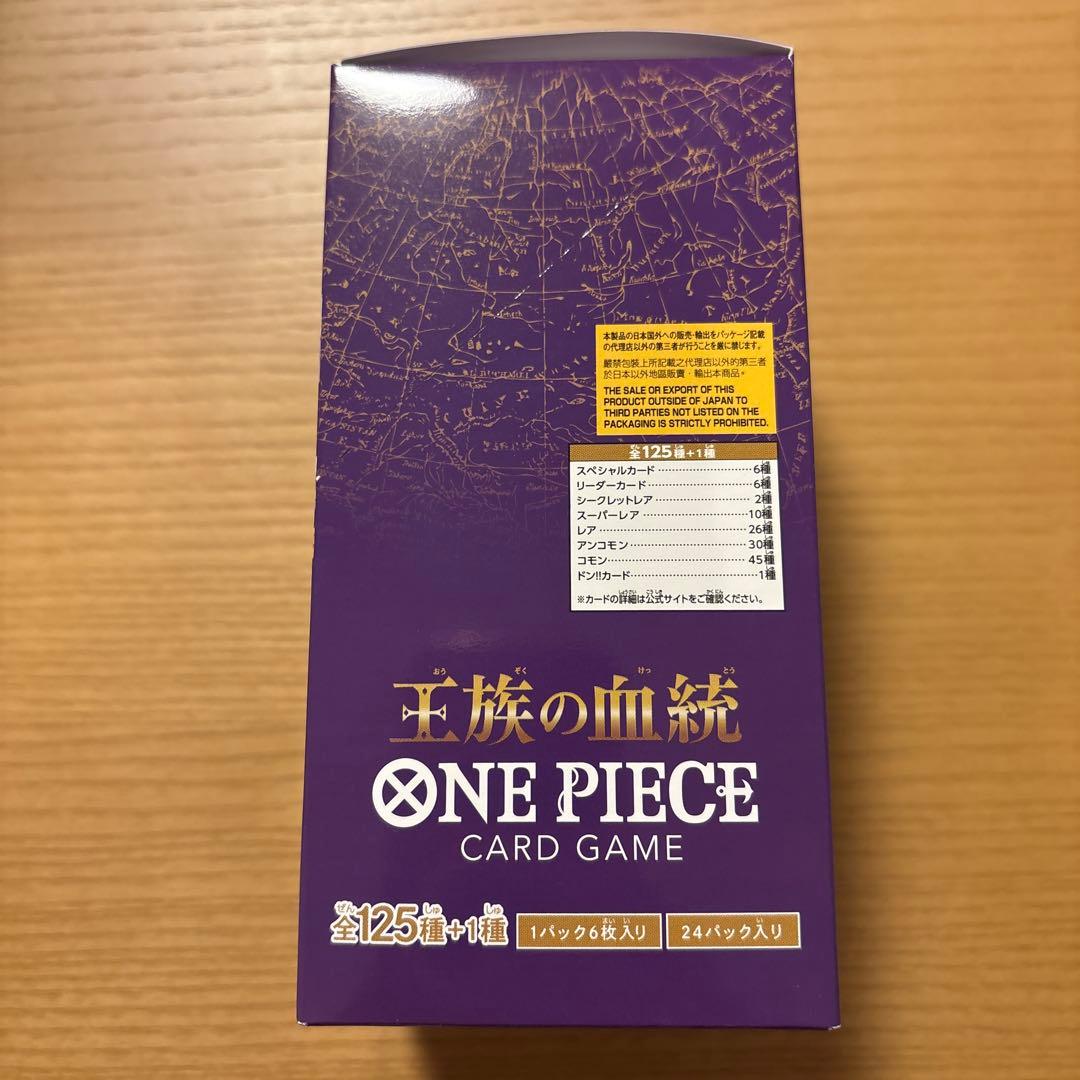 本製品の日本国外への販売・輸出をパッケージ記載
の代理店以外の第三者が行うことを厳に禁じます。
嚴禁包裝上所記載之代理店以外的第三者
於日本以外地區販賣・輸出本商品。
THE SALE OR EXPORT OF THIS
PRODUCT OUTSIDE OF JAPAN TO
THIRD PARTIES NOT LISTED ON THE
PACKAGING IS STRICTLY PROHIBITED.
全125種+1種
スペシャルカード……………………6種
リーダーカード……………………6種
シークレットレア……………………2種
スーパーレア……………………10種
レア……………………26種
アンコモン……………………30種
コモン……………………45種
ドン!!カード……………………1種
※カードの詳細は公式サイトをご確認ください。
王族の血統
ONE PIECE
CARD GAME
全125種+1種 1パック6枚入り 24パック入り